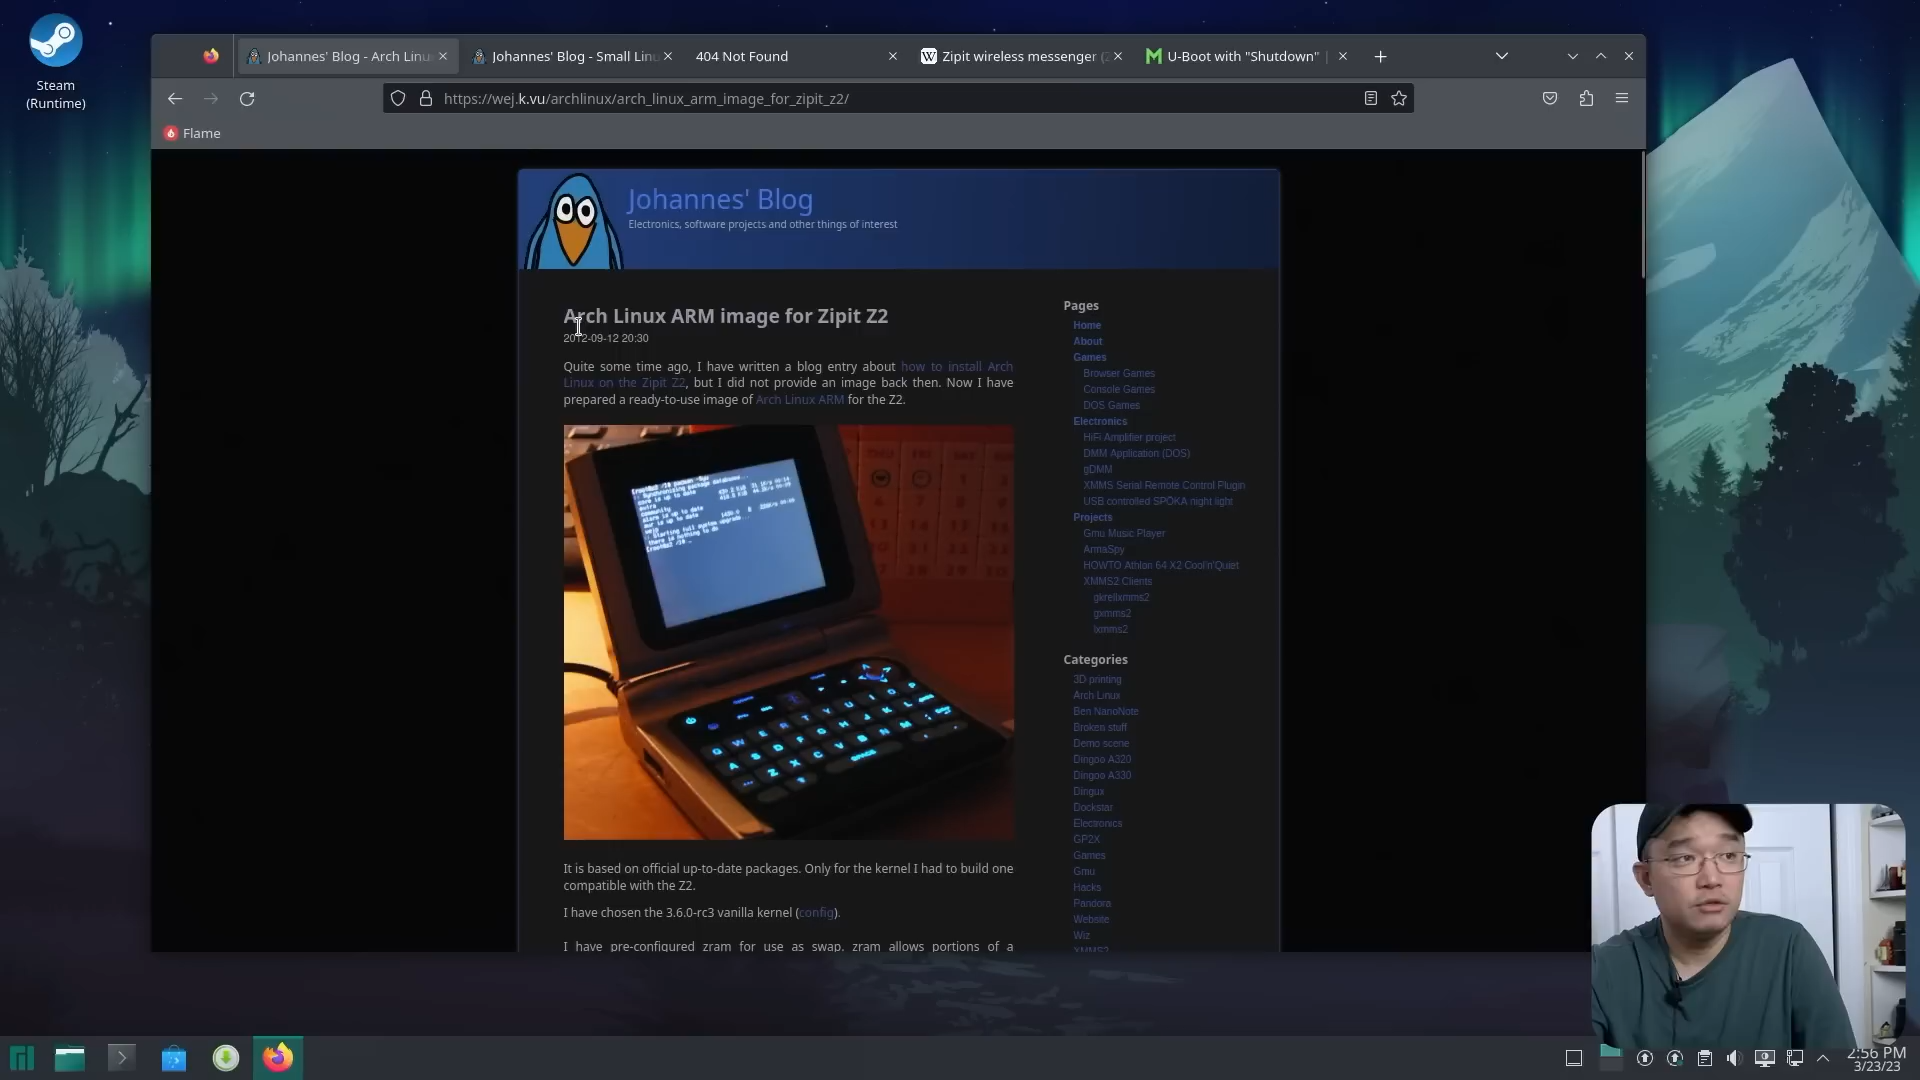 Steam
(Runtime)
Johannes' Blog - Arch Linu
Johannes' Blog - Small Linu
404 Not Found
Zipit wireless messenger (
U-Boot with "Shutdown" |
https://wej.k.vu/archlinux/arch_linux_arm_image_for_zipit_z2/
Flame
Johannes' Blog
Electronics, software projects and other things of interest
Arch Linux ARM image for Zipit Z2
2012-09-12 20:30
Quite some time ago, I have written a blog entry about how to install Arch
Linux on the Zipit Z2, but I did not provide an image back then. Now I have
prepared a ready-to-use image of Arch Linux ARM for the Z2.
It is based on official up-to-date packages. Only for the kernel I had to build one
compatible with the Z2.
I have chosen the 3.6.0-rc3 vanilla kernel (config).
I have pre-configured zram for use as swap. zram allows portions of a
Pages
Home
About
Games
Browser Games
Console Games
DOS Games
Electronics
HiFi Amplifier project
DMM Application (DOS)
gDMM
XMMS Serial Remote Control Plugin
USB controlled SPÖKA night light
Projects
Gmu Music Player
ArmaSpy
HOWTO Athlon 64 X2 Cool'n'Quiet
XMMS2 Clients
gkrellxmms2
gxmms2
lxmms2
Categories
3D printing
Arch Linux
Ben NanoNote
Broken stuff
Demo scene
Dingoo A320
Dingoo A330
Dingux
Dockstar
Electronics
GP2X
Games
Gmu
Hacks
Pandora
Website
Wiz
XMMS2
2:56 PM
3/23/23